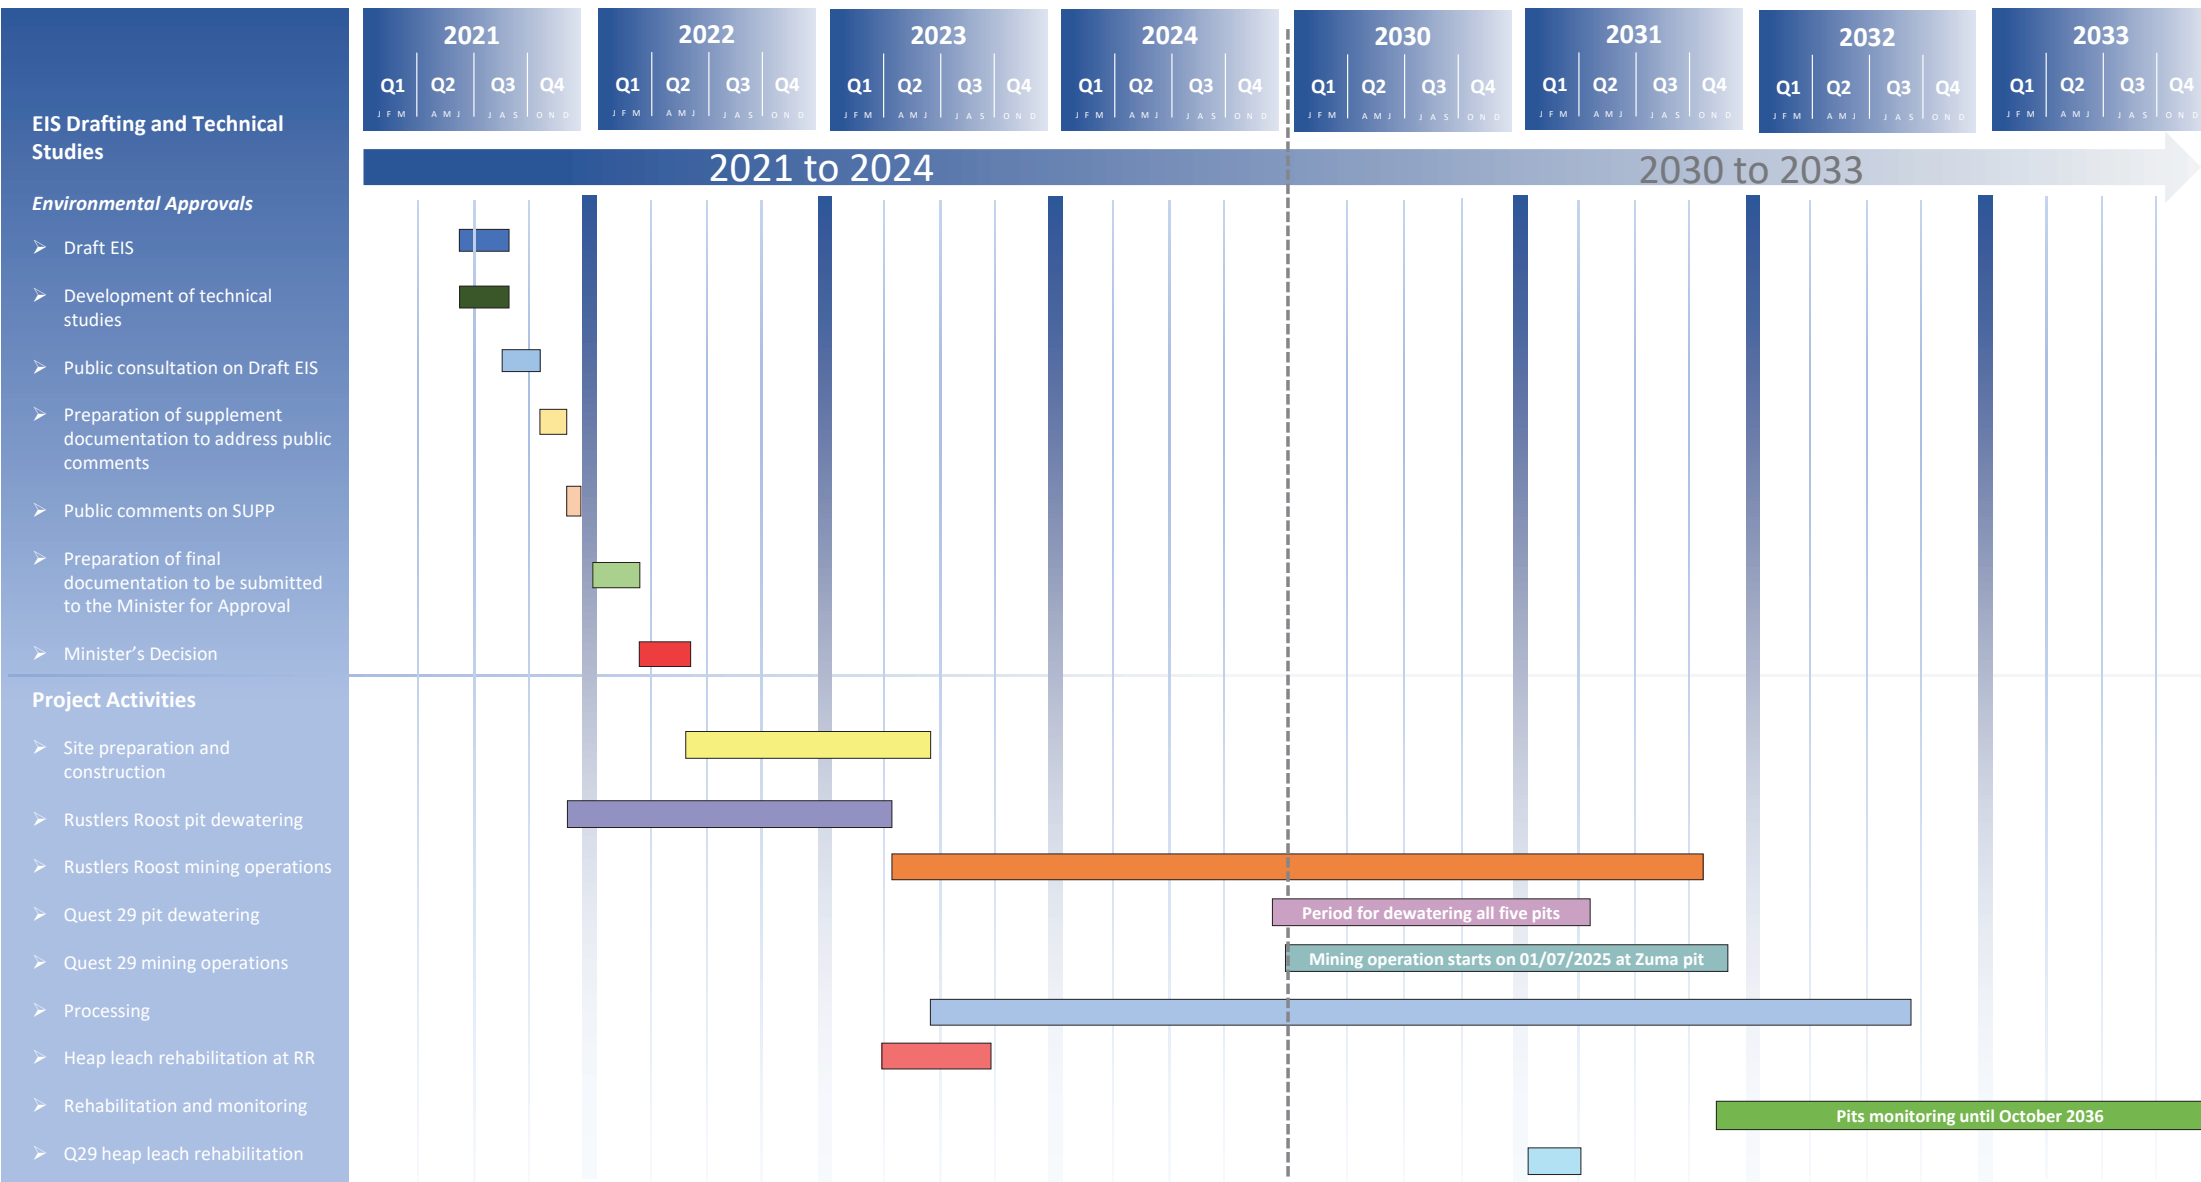 2021
2022
2023
2024
2030
2031
2032
2033
Q1 Q2 Q3 Q4
Q1 Q2 Q3 Q4
Q1 Q2 Q3 Q4
Q1 Q2 Q3 Q4
Q1 Q2 Q3 Q4
Q1 Q2 Q3 Q4
Q1 Q2 Q3 Q4
Q1 Q2 Q3 Q4
J F M A M J J A S O N D
J F M A M J J A S O N D
J F M A M J J A S O N D
J F M A M J J A S O N D
J F M A M J J A S O N D
J F M A M J J A S O N D
J F M A M J J A S O N D
J F M A M J J A S O N D
2021 to 2024
2030 to 2033
EIS Drafting and Technical
Studies
Environmental Approvals
➢ Draft EIS
➢ Development of technical
studies
➢ Public consultation on Draft EIS
➢ Preparation of supplement
documentation to address public
comments
➢ Public comments on SUPP
➢ Preparation of final
documentation to be submitted
to the Minister for Approval
➢ Minister’s Decision
Project Activities
➢ Site preparation and
construction
➢ Rustlers Roost pit dewatering
➢ Rustlers Roost mining operations
➢ Quest 29 pit dewatering
Period for dewatering all five pits
➢ Quest 29 mining operations
Mining operation starts on 01/07/2025 at Zuma pit
➢ Processing
➢ Heap leach rehabilitation at RR
➢ Rehabilitation and monitoring
Pits monitoring until October 2036
➢ Q29 heap leach rehabilitation